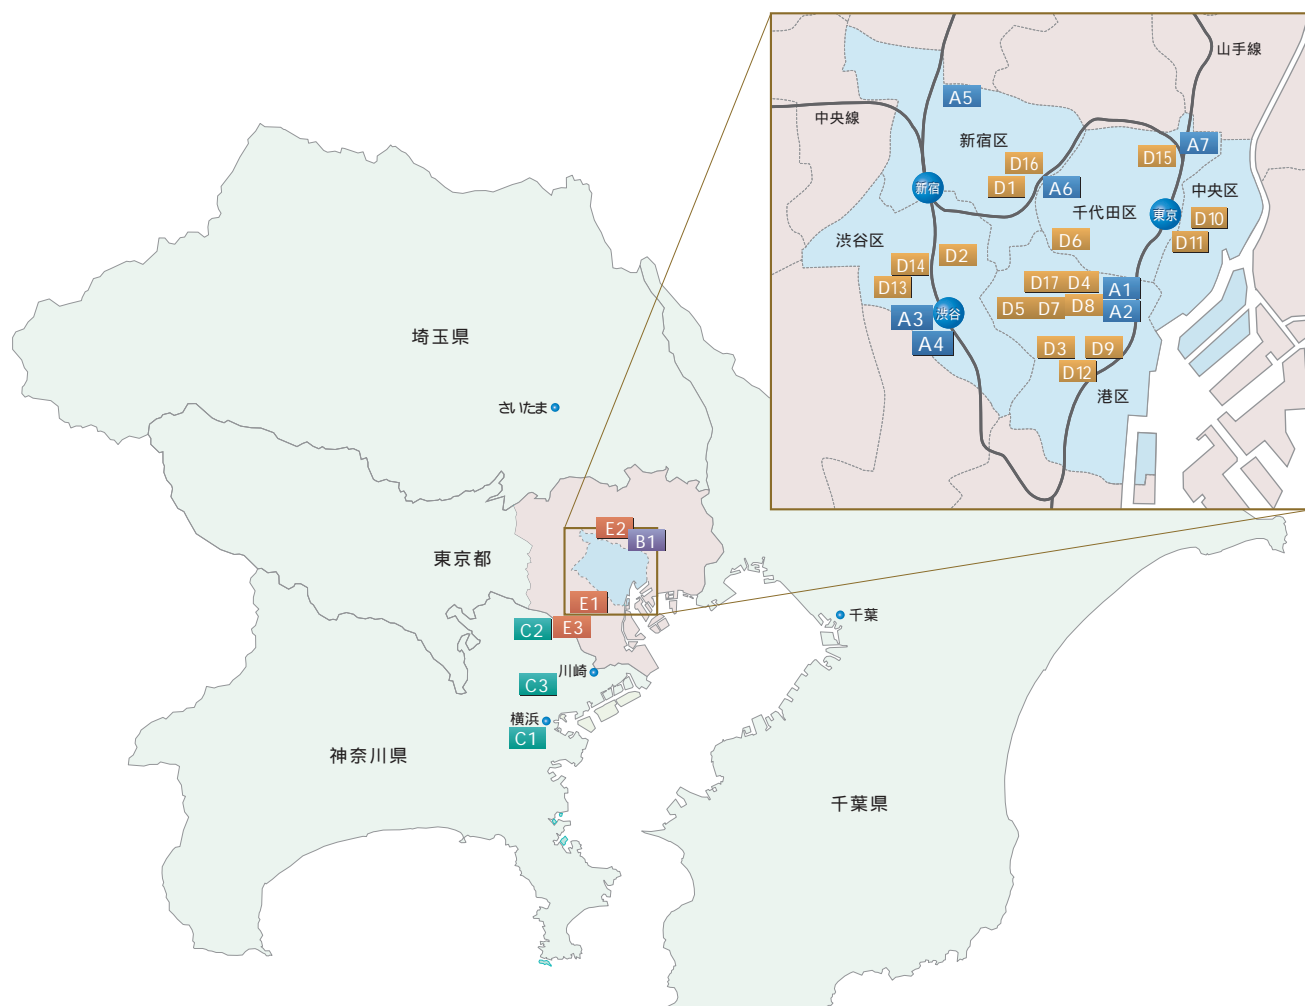 山手線
A5
中央線
新宿区
A7
D15
D16
新宿
D1
A6
中央区
千代田区
東京
D10
渋谷区
D6
D11
D2
D14
D13
D17
D4
A1
A3
渋谷
D5
D7
D8
A2
A4
D3
D9
D12
港区
埼玉県
さいたま
東京都
E2
B1
E1
C2
E3
千葉
川崎
C3
横浜
C1
神奈川県
千葉県